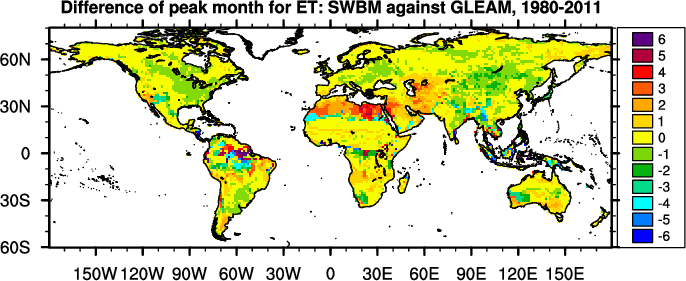 Difference of peak month for ET: SWBM against GLEAM, 1980-2011
60N
30N
0
30S
60S
150W 120W 90W 60W 30W 0 30E 60E 90E 120E 150E
6
5
4
3
2
1
0
-1
-2
-3
-4
-5
-6